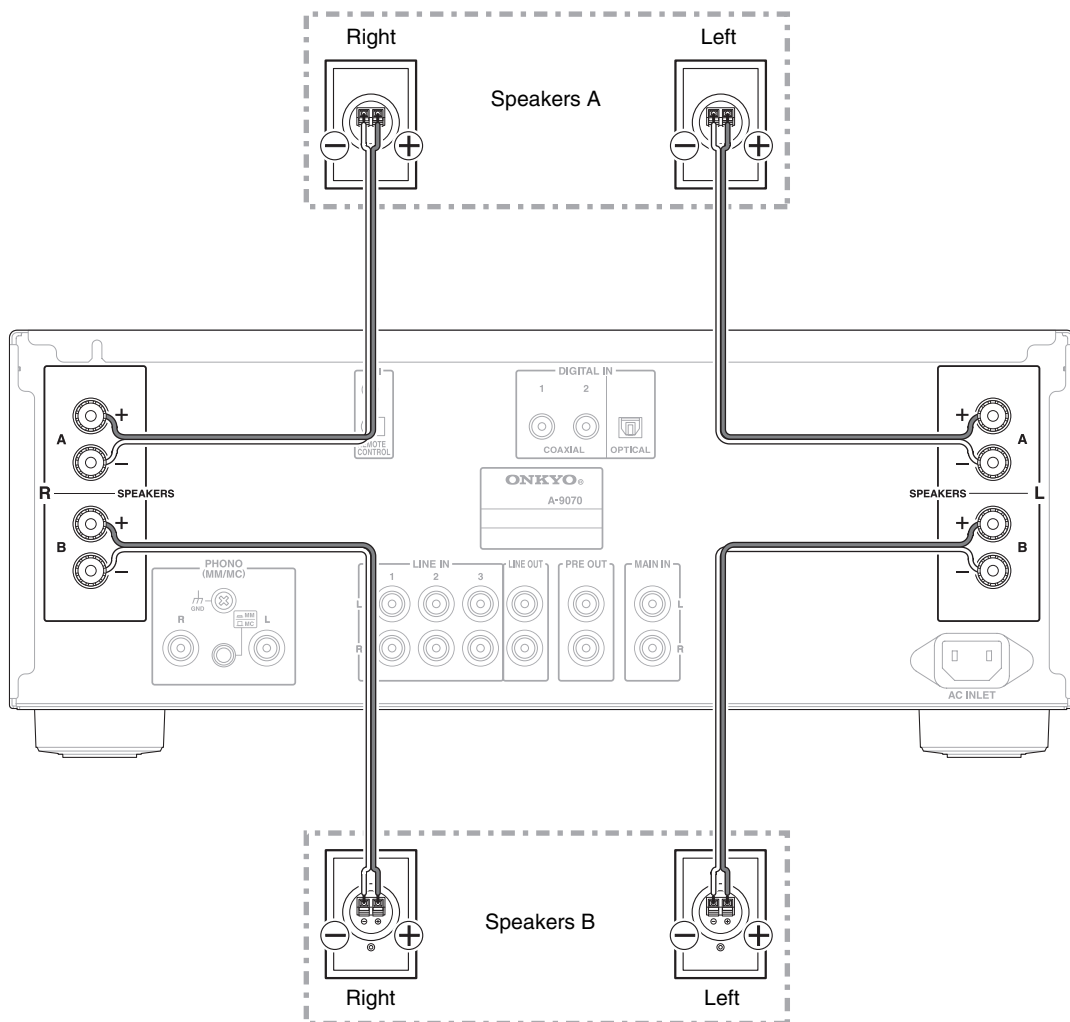 Right
Left
Speakers A
− +
− +
DIGITAL IN
1 2
COAXIAL OPTICAL
REMOTE
CONTROL
A
+
−
R SPEAKERS
B
+
−
+
A
−
SPEAKERS L
+
B
−
ONKYO®
A-9070
PHONO
(MM/MC)
GND
R L
MM
MC
LINE IN
1 2 3
L
R
LINE OUT
PRE OUT
MAIN IN
L
R
AC INLET
Speakers B
− +
− +
Right
Left